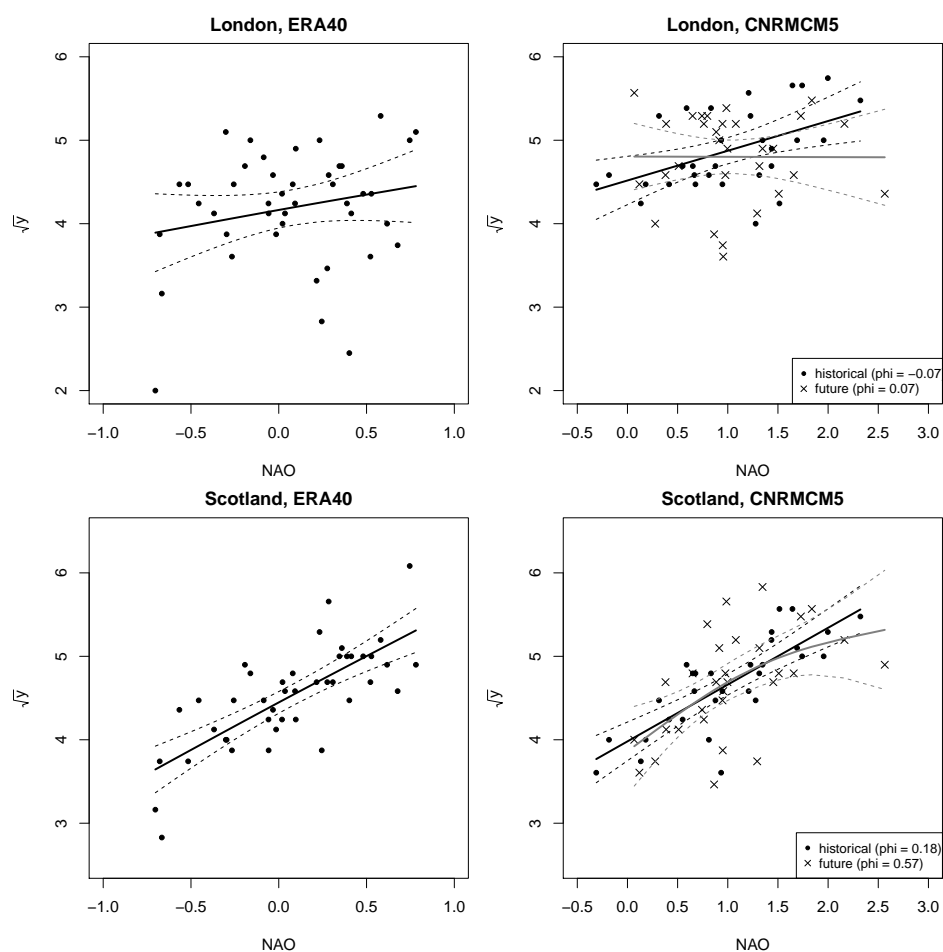 London, ERA40
√y
6
5
4
3
2
−1.0 −0.5 0.0 0.5 1.0
NAO
London, CNRMCM5
√y
6
5
4
3
2
historical (phi = −0.07
future (phi = 0.07)
−0.5 0.0 0.5 1.0 1.5 2.0 2.5 3.0
NAO
Scotland, ERA40
√y
6
5
4
3
−1.0 −0.5 0.0 0.5 1.0
NAO
Scotland, CNRMCM5
√y
6
5
4
3
historical (phi = 0.18)
future (phi = 0.57)
−0.5 0.0 0.5 1.0 1.5 2.0 2.5 3.0
NAO